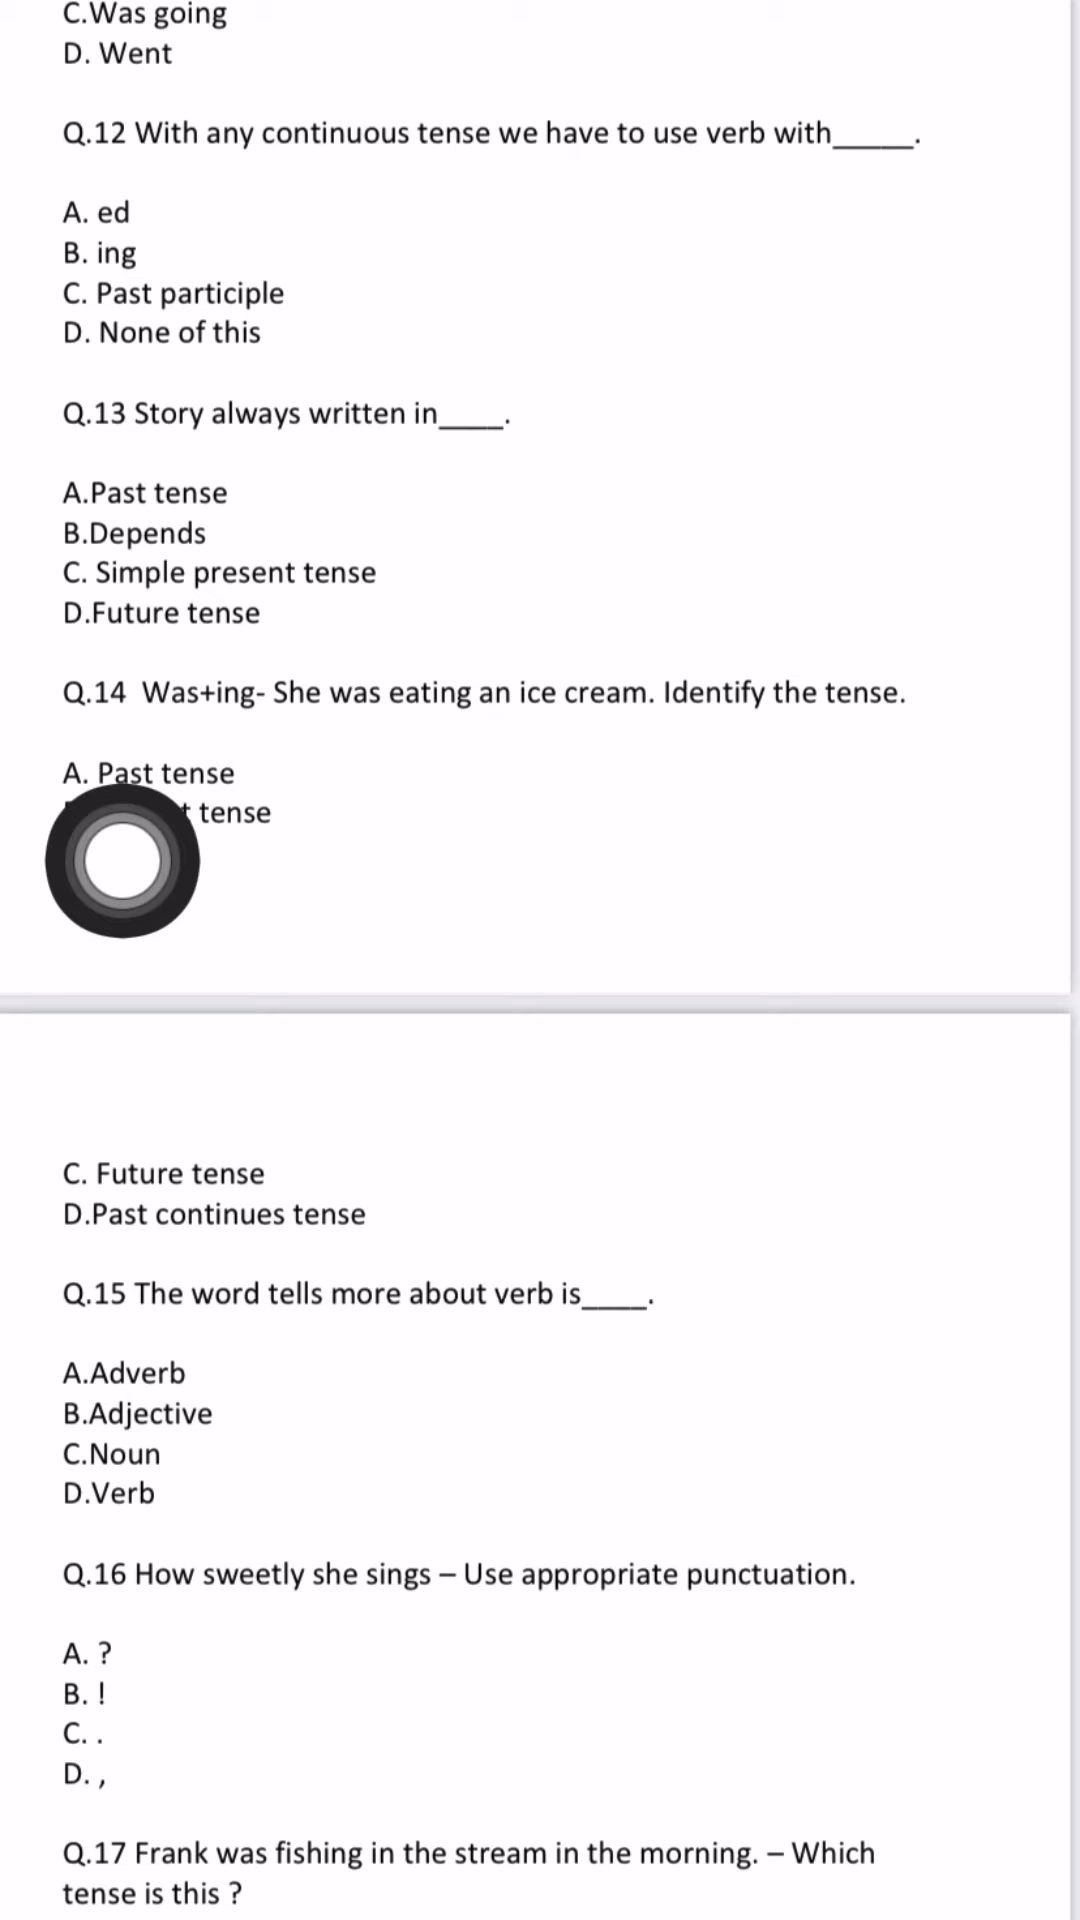 C.Was going
D. Went
Q.12 With any continuous tense we have to use verb with_____.
A. ed
B. ing
C. Past participle
D. None of this
Q.13 Story always written in____.
A.Past tense
B.Depends
C. Simple present tense
D.Future tense
Q.14  Was+ing- She was eating an ice cream. Identify the tense.
A. Past tense
tense
C. Future tense
D.Past continues tense
Q.15 The word tells more about verb is____.
A.Adverb
B.Adjective
C.Noun
D.Verb
Q.16 How sweetly she sings – Use appropriate punctuation.
A. ?
B. !
C. .
D. ,
Q.17 Frank was fishing in the stream in the morning. – Which
tense is this ?